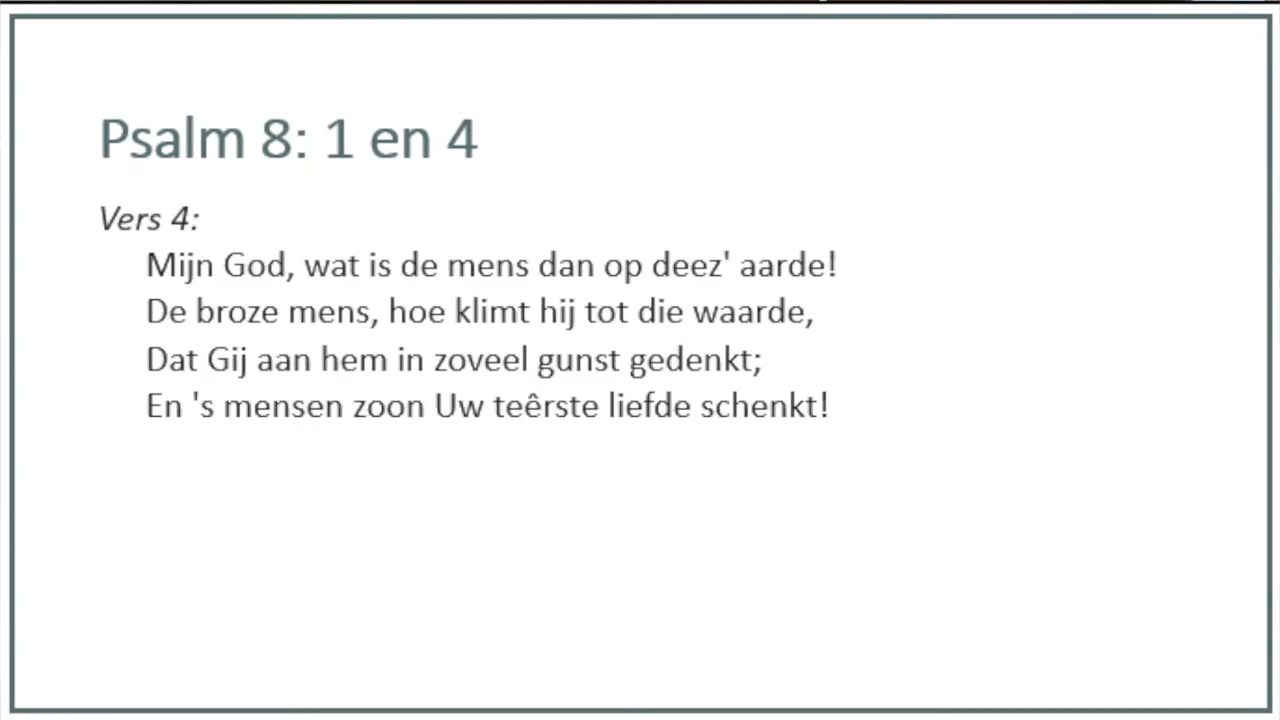 Psalm 8: 1 en 4
Vers 4:
Mijn God, wat is de mens dan op deez' aarde!
De broze mens, hoe klimt hij tot die waarde,
Dat Gij aan hem in zoveel gunst gedenkt;
En 's mensen zoon Uw teêrste liefde schenkt!